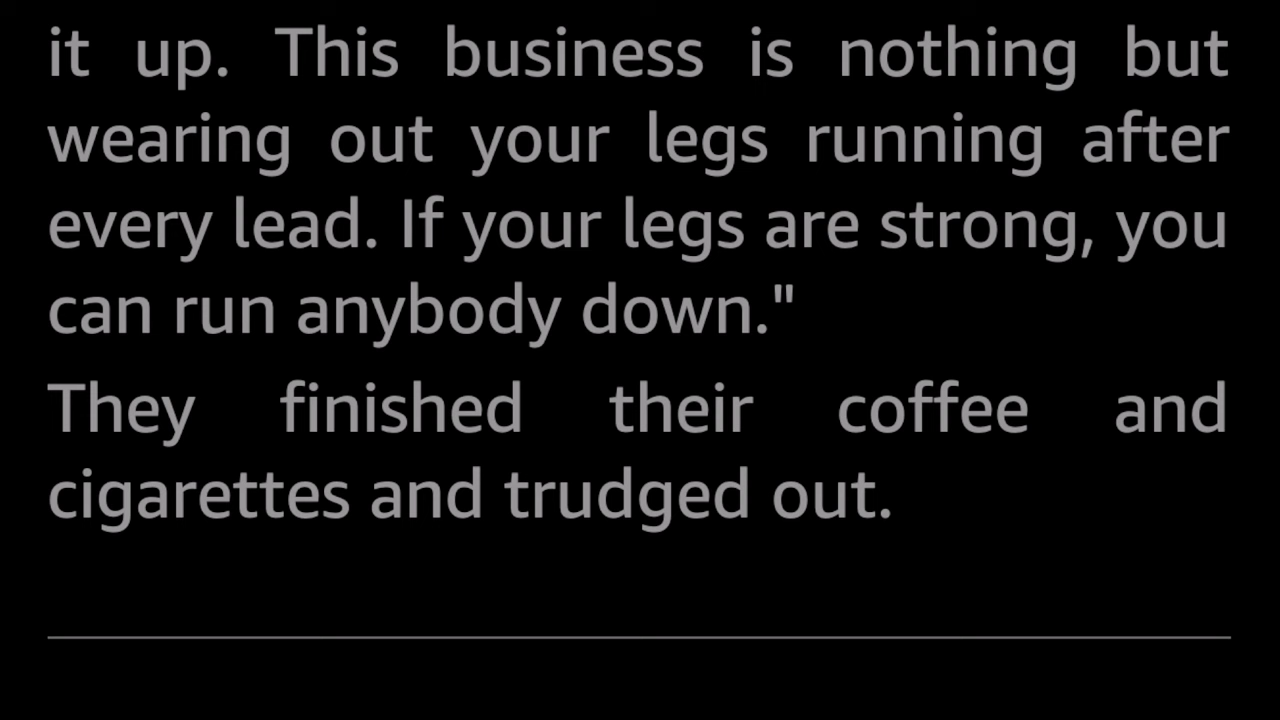 it up. This business is nothing but
wearing out your legs running after
every lead. If your legs are strong, you
can run anybody down."
They finished their coffee and
cigarettes and trudged out.